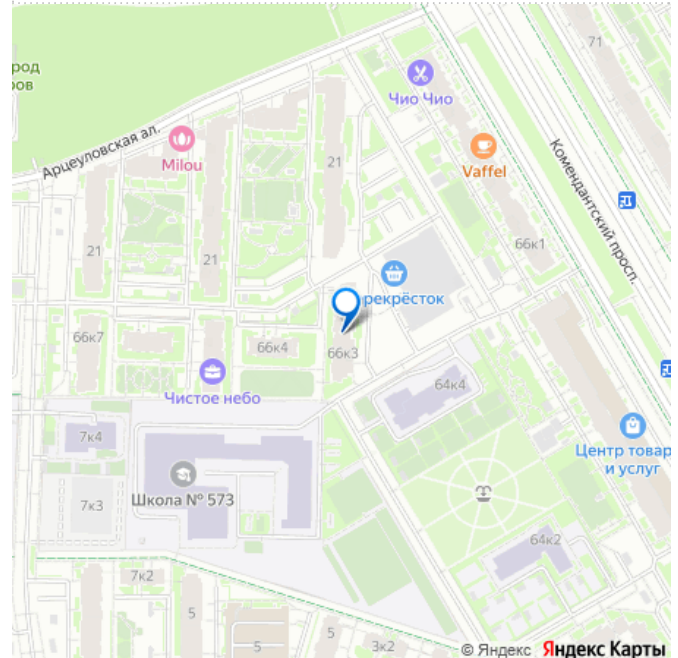 71
род
ров
Чио Чио
Арцеуловская ал.
Milou
21
Vaffel
Комендантский просп.
66к1
21
21
рекрёсток
66к7
66к4
66к3
Чистое небо
64к4
7к4
Центр товар
и услуг
Школа № 573
7к3
64к2
7к2
5
5
5
3к2
© Яндекс Яндекс Карты